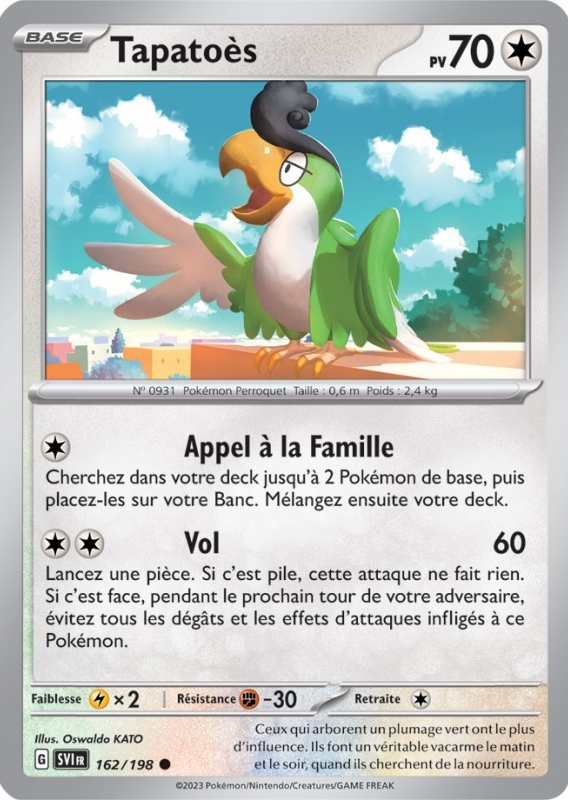 BASE
Tapatoès
PV 70
N° 0931 Pokémon Perroquet Taille : 0,6 m Poids : 2,4 kg
Appel à la Famille
Cherchez dans votre deck jusqu'à 2 Pokémon de base, puis
placez-les sur votre Banc. Mélangez ensuite votre deck.
Vol 60
Lancez une pièce. Si c'est pile, cette attaque ne fait rien.
Si c'est face, pendant le prochain tour de votre adversaire,
évitez tous les dégâts et les effets d'attaques infligés à ce
Pokémon.
Faiblesse ×2 Résistance -30 Retraite
Illus. Oswaldo KATO
G SVI FR 162/198
Ceux qui arborent un plumage vert ont le plus
d'influence. Ils font un véritable vacarme le matin
et le soir, quand ils cherchent de la nourriture.
©2023 Pokémon/Nintendo/Creatures/GAME FREAK